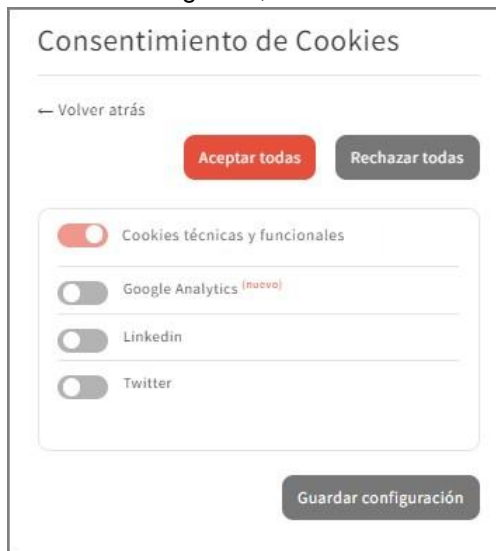 Consentimiento de Cookies
← Volver atrás
Aceptar todas Rechazar todas
Cookies técnicas y funcionales
Google Analytics (nuevo)
Linkedin
Twitter
Guardar configuración